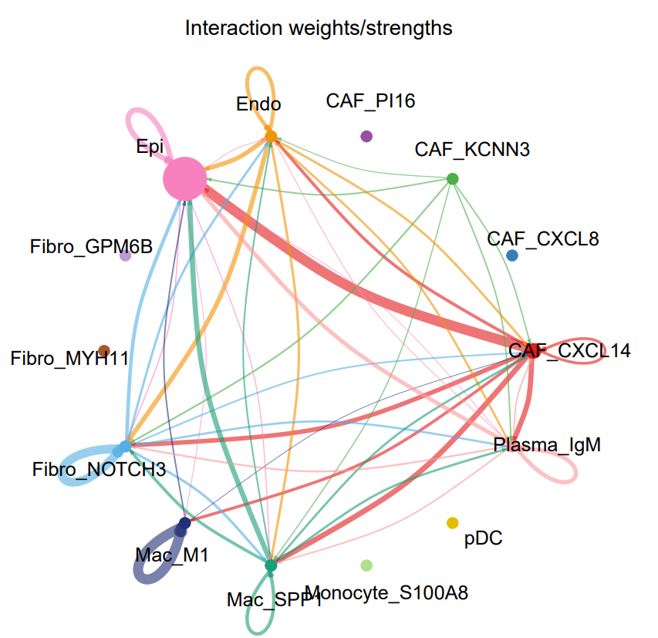 Interaction weights/strengths
Endo
CAF_PI16
Epi
CAF_KCNN3
Fibro_GPM6B
CAF_CXCL8
Fibro_MYH11
CAF_CXCL14
Fibro_NOTCH3
Plasma_IgM
Mac_M1
pDC
Mac_SPP1
Monocyte_S100A8